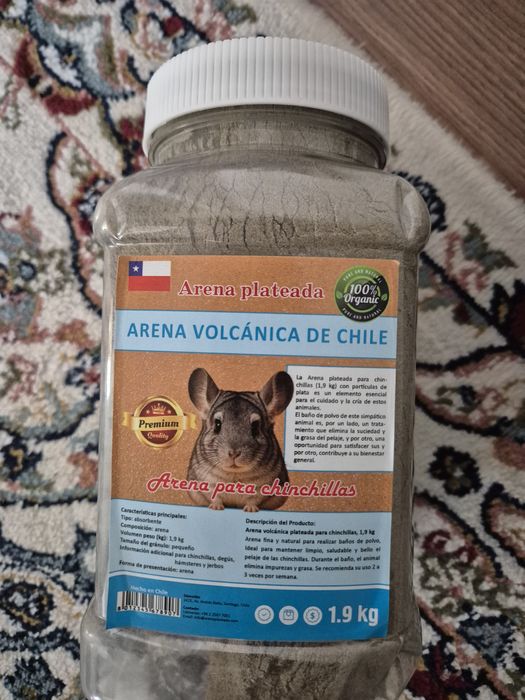 PURE AND NATURAL
100%
Organic
PURE AND NATURAL
Arena plateada
ARENA VOLCÁNICA DE CHILE
La Arena plateada para chin-
chillas (1,9 kg) con partículas de
plata es un elemento esencial
para el cuidado y la cría de estos
animales.
El baño de polvo de este simpático
animal es, por un lado, un trata-
miento que elimina la suciedad y
la grasa del pelaje, y por otro, una
oportunidad para satisfacer sus y
por otro, contribuye a su bienestar
general.
Premium
Quality
Arena para chinchillas
Características principales:
Tipo: absorbente
Composición: arena
Volumen peso (kg): 1,9 kg
Tamaño del gránulo: pequeño
Información adicional para chinchillas, degús,
hámsteres y jerbos
Forma de presentación: arena
Descripción del Producto:
Arena volcánica plateada para chinchillas, 1,9 kg
Arena fina y natural para realizar baños de polvo,
Ideal para mantener limpio, saludable y bello el
pelaje de las chinchillas. Durante el baño, el animal
elimina impurezas y grasa. Se recomienda su uso 2 a
3 veces por semana.
Hecho en Chile
1.9 kg